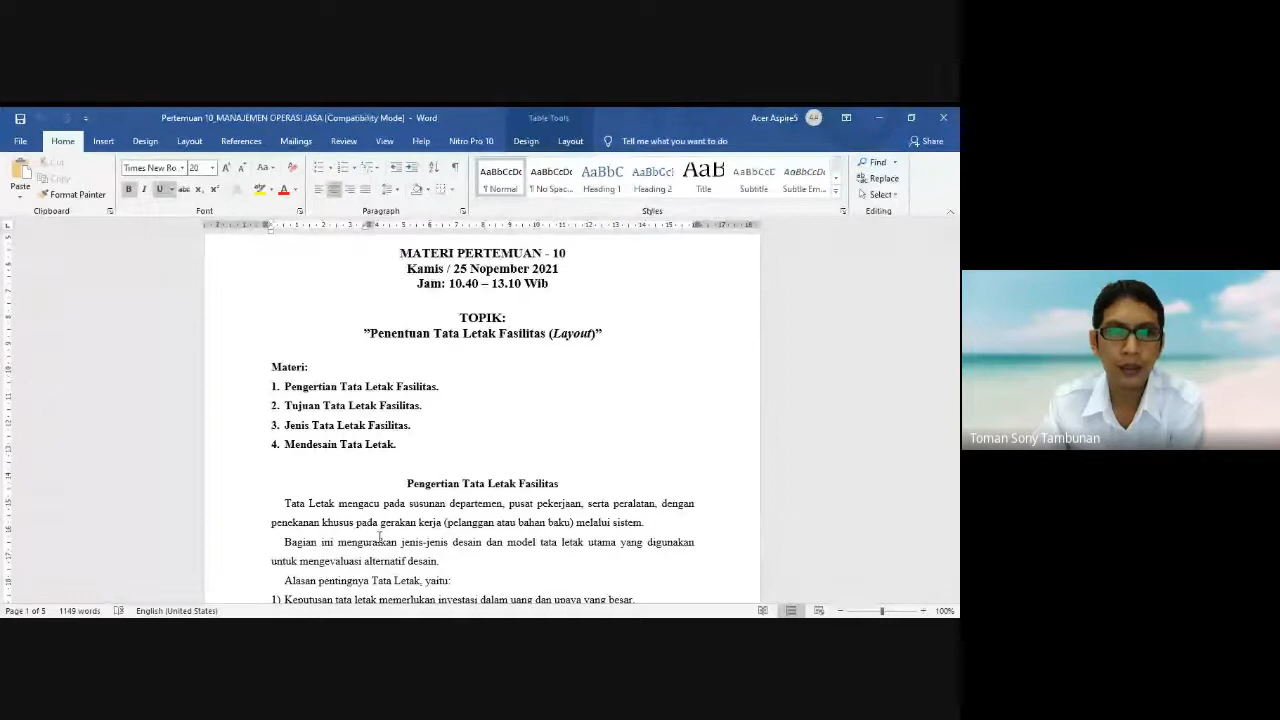 Pertemuan 10_MANAJEMEN OPERASI JASA [Compatibility Mode] - Word
Table Tools
Acer Aspire5
File Home Insert Design Layout References Mailings Review View Nitro Pro 10 Help Design Layout Tell me what you want to do Share
Cut
Copy
Format Painter
Paste
Clipboard
Times New Ro 20
Font
Paragraph
AaBbCcDc AaBbCcDc AaBbC AaBbCcI AaB AaBbCcD AaBbCcDt
¶ Normal ¶ No Spac... Heading 1 Heading 2 Title Subtitle Subtle Em...
Styles
Find
Replace
Select
Editing
MATERI PERTEMUAN - 10
Kamis / 25 Nopember 2021
Jam: 10.40 – 13.10 Wib
TOPIK:
”Penentuan Tata Letak Fasilitas (Layout)”
Materi:
1. Pengertian Tata Letak Fasilitas.
2. Tujuan Tata Letak Fasilitas.
3. Jenis Tata Letak Fasilitas.
4. Mendesain Tata Letak.
Pengertian Tata Letak Fasilitas
Tata Letak mengacu pada susunan departemen, pusat pekerjaan, serta peralatan, dengan
penekanan khusus pada gerakan kerja (pelanggan atau bahan baku) melalui sistem.
Bagian ini menguraikan jenis-jenis desain dan model tata letak utama yang digunakan
untuk mengevaluasi alternatif desain.
Alasan pentingnya Tata Letak, yaitu:
1) Keputusan tata letak memerlukan investasi dalam uang dan upaya yang besar.
Page 1 of 5 1149 words English (United States) 100%
Toman Sony Tambunan